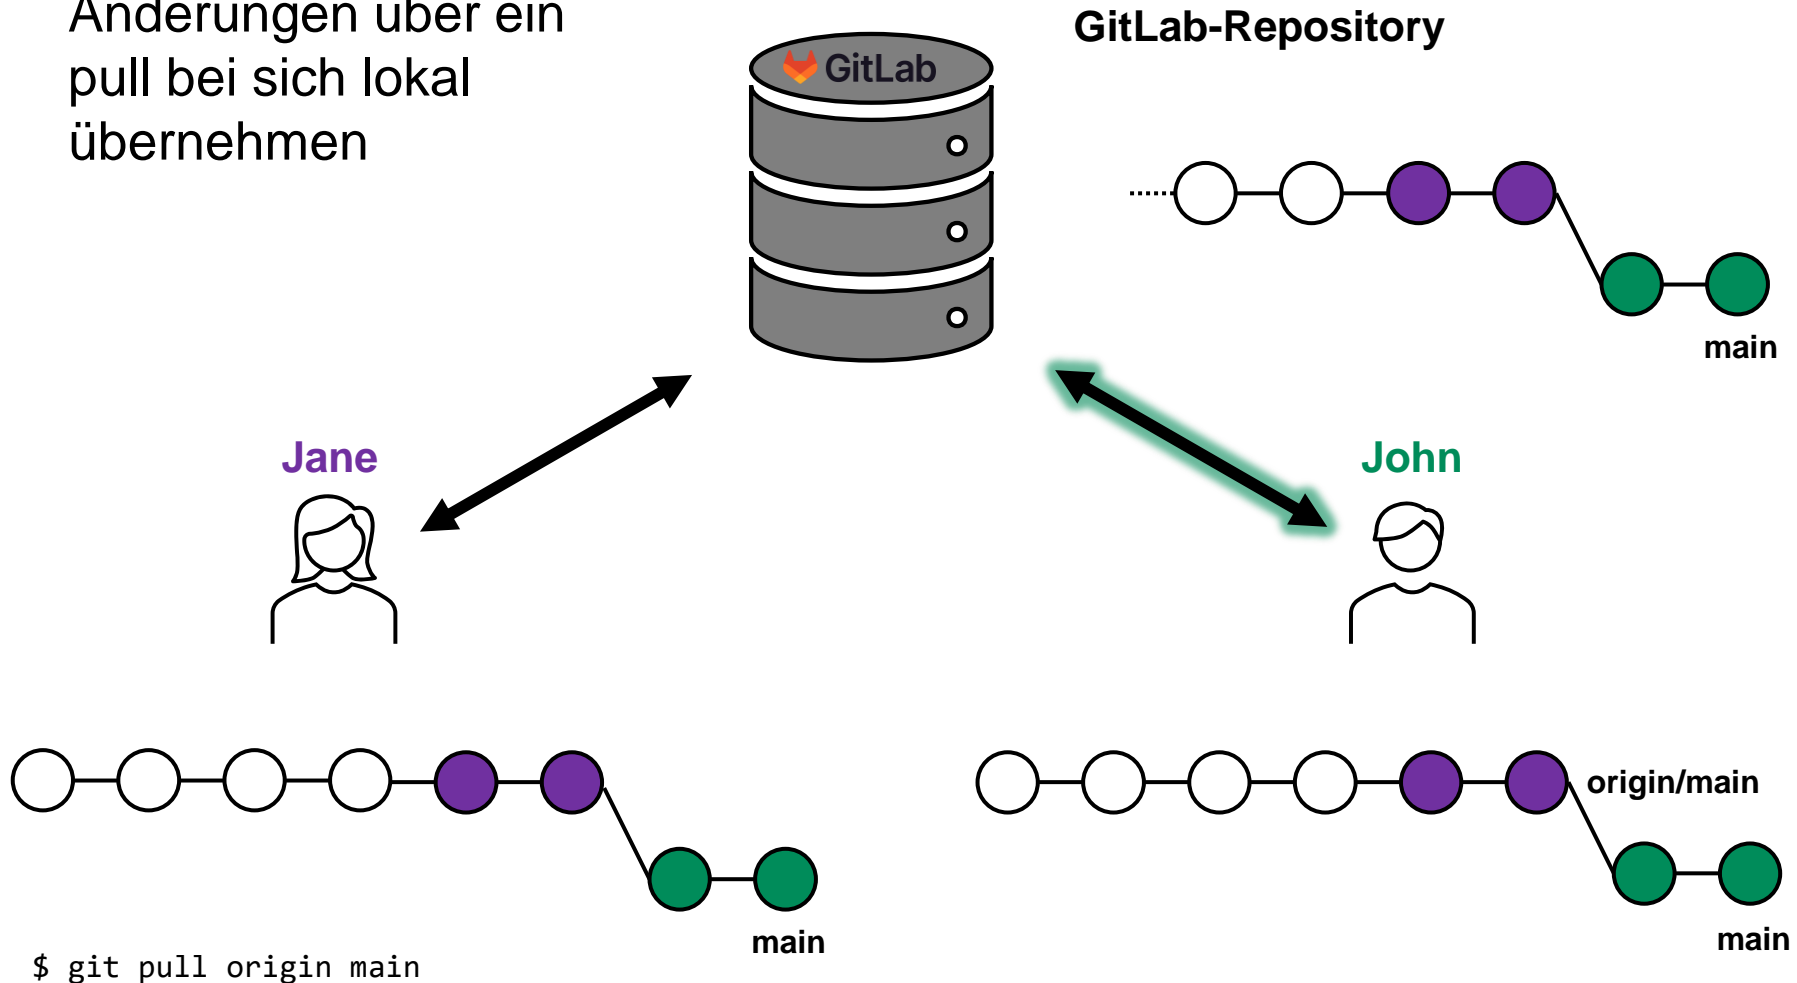 Änderungen über ein
pull bei sich lokal
übernehmen
GitLab-Repository
GitLab
main
Jane
John
origin/main
main
main
$ git pull origin main